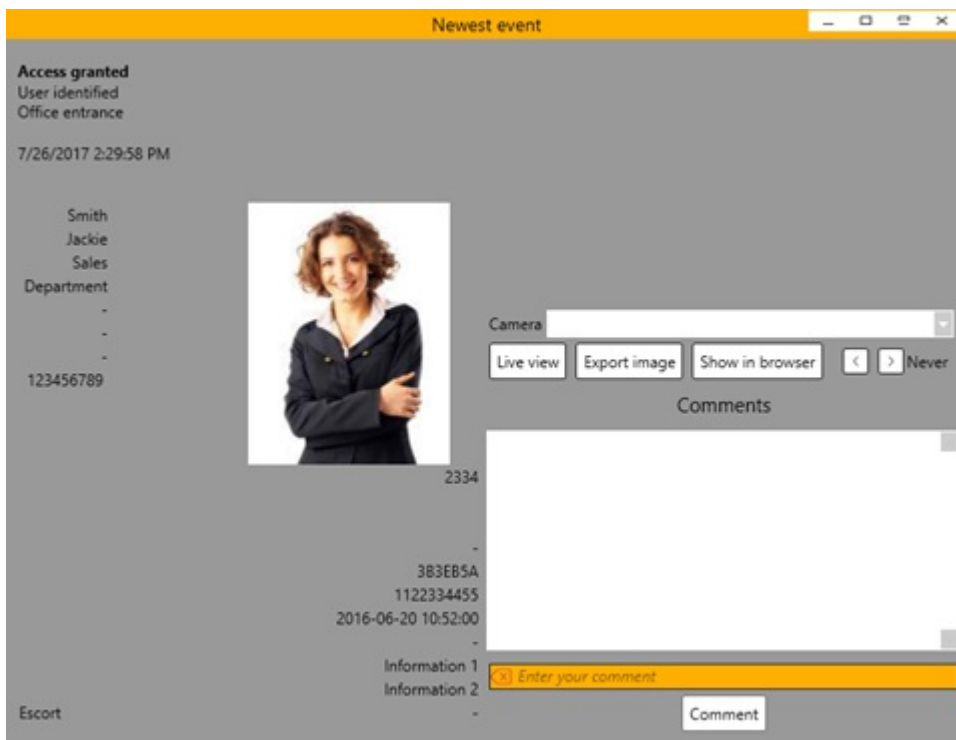 Newest event
Access granted
User identified
Office entrance
7/26/2017 2:29:58 PM
Smith
Jackie
Sales
Department
-
-
-
123456789
Camera
Live view Export image Show in browser < > Never
Comments
2334
-
383EB5A
1122334455
2016-06-20 10:52:00
-
Information 1
Information 2
Enter your comment
Escort -
Comment